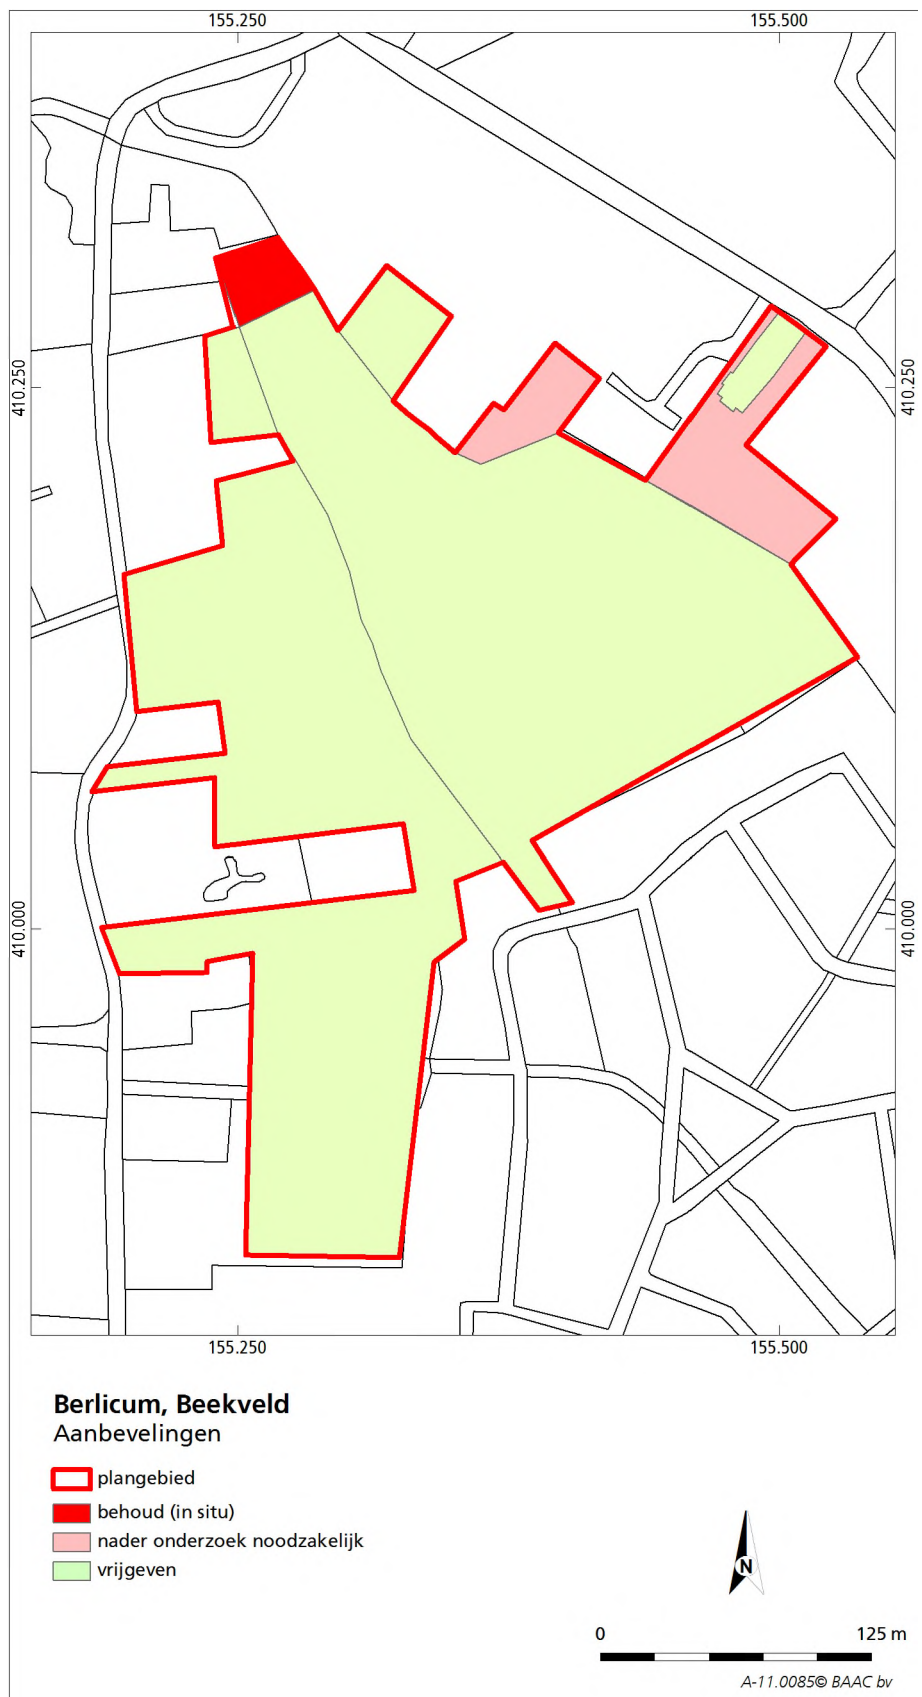 155.250 155.500
410.250 410.250
410.000 410.000
155.250 155.500
Berlicum, Beekveld
Aanbevelingen
plangebied
behoud (in situ)
nader onderzoek noodzakelijk
vrijgeven
N
0 125 m
A-11.0085© BAAC bv